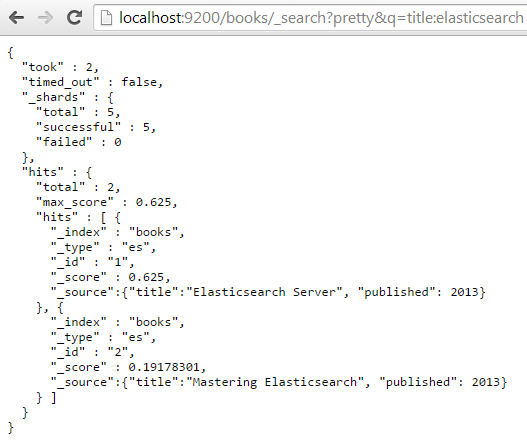 localhost:9200/books/_search?pretty&q=title:elasticsearch
{
  "took" : 2,
  "timed_out" : false,
  "_shards" : {
    "total" : 5,
    "successful" : 5,
    "failed" : 0
  },
  "hits" : {
    "total" : 2,
    "max_score" : 0.625,
    "hits" : [ {
      "_index" : "books",
      "_type" : "es",
      "_id" : "1",
      "_score" : 0.625,
      "_source":{"title":"Elasticsearch Server", "published": 2013}
    }, {
      "_index" : "books",
      "_type" : "es",
      "_id" : "2",
      "_score" : 0.19178301,
      "_source":{"title":"Mastering Elasticsearch", "published": 2013}
    } ]
  }
}